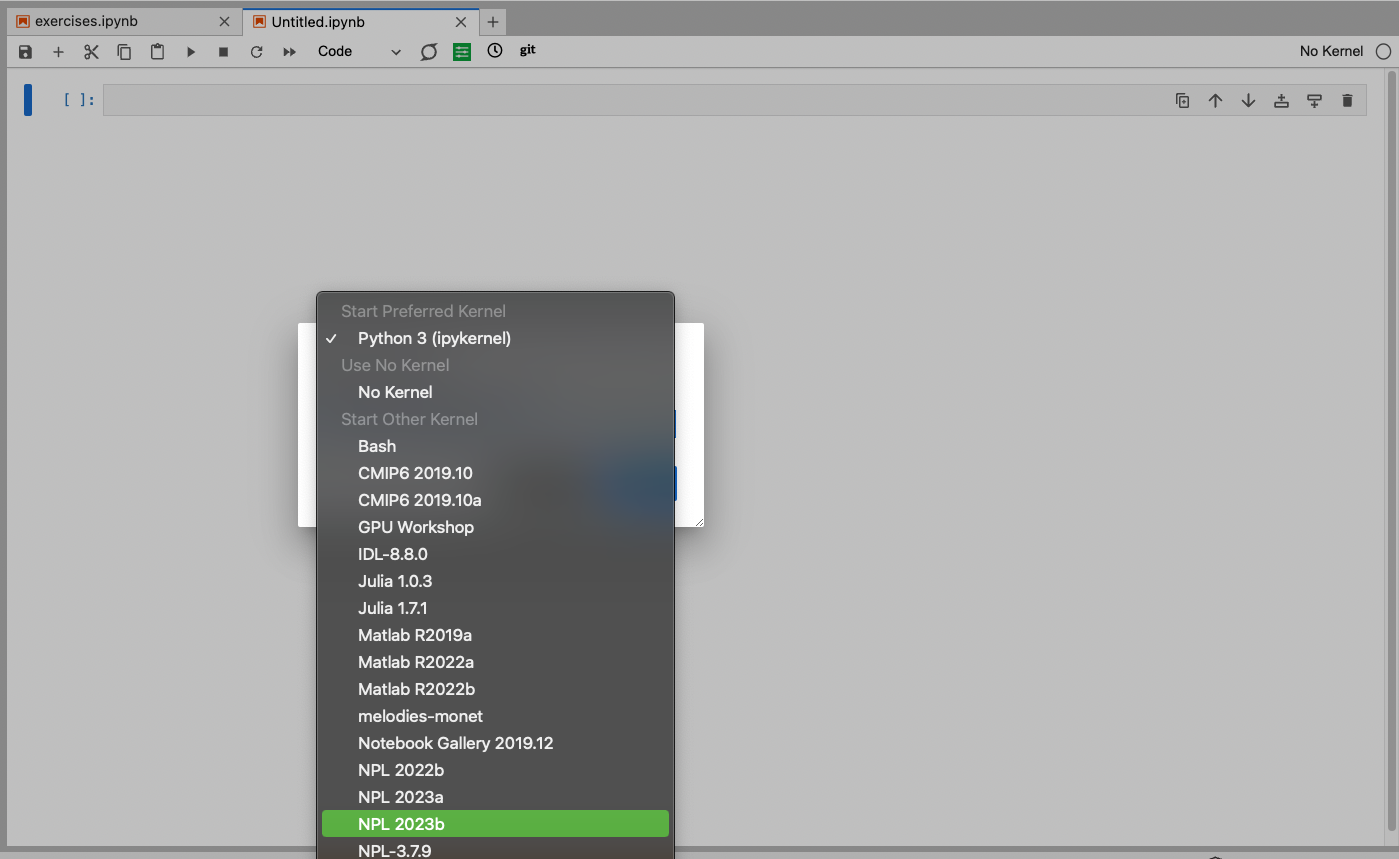 exercises.ipynb
Untitled.ipynb
Code
git
No Kernel
[ ]:
Start Preferred Kernel
✓ Python 3 (ipykernel)
Use No Kernel
No Kernel
Start Other Kernel
Bash
CMIP6 2019.10
CMIP6 2019.10a
GPU Workshop
IDL-8.8.0
Julia 1.0.3
Julia 1.7.1
Matlab R2019a
Matlab R2022a
Matlab R2022b
melodies-monet
Notebook Gallery 2019.12
NPL 2022b
NPL 2023a
NPL 2023b
NPL-3.7.9